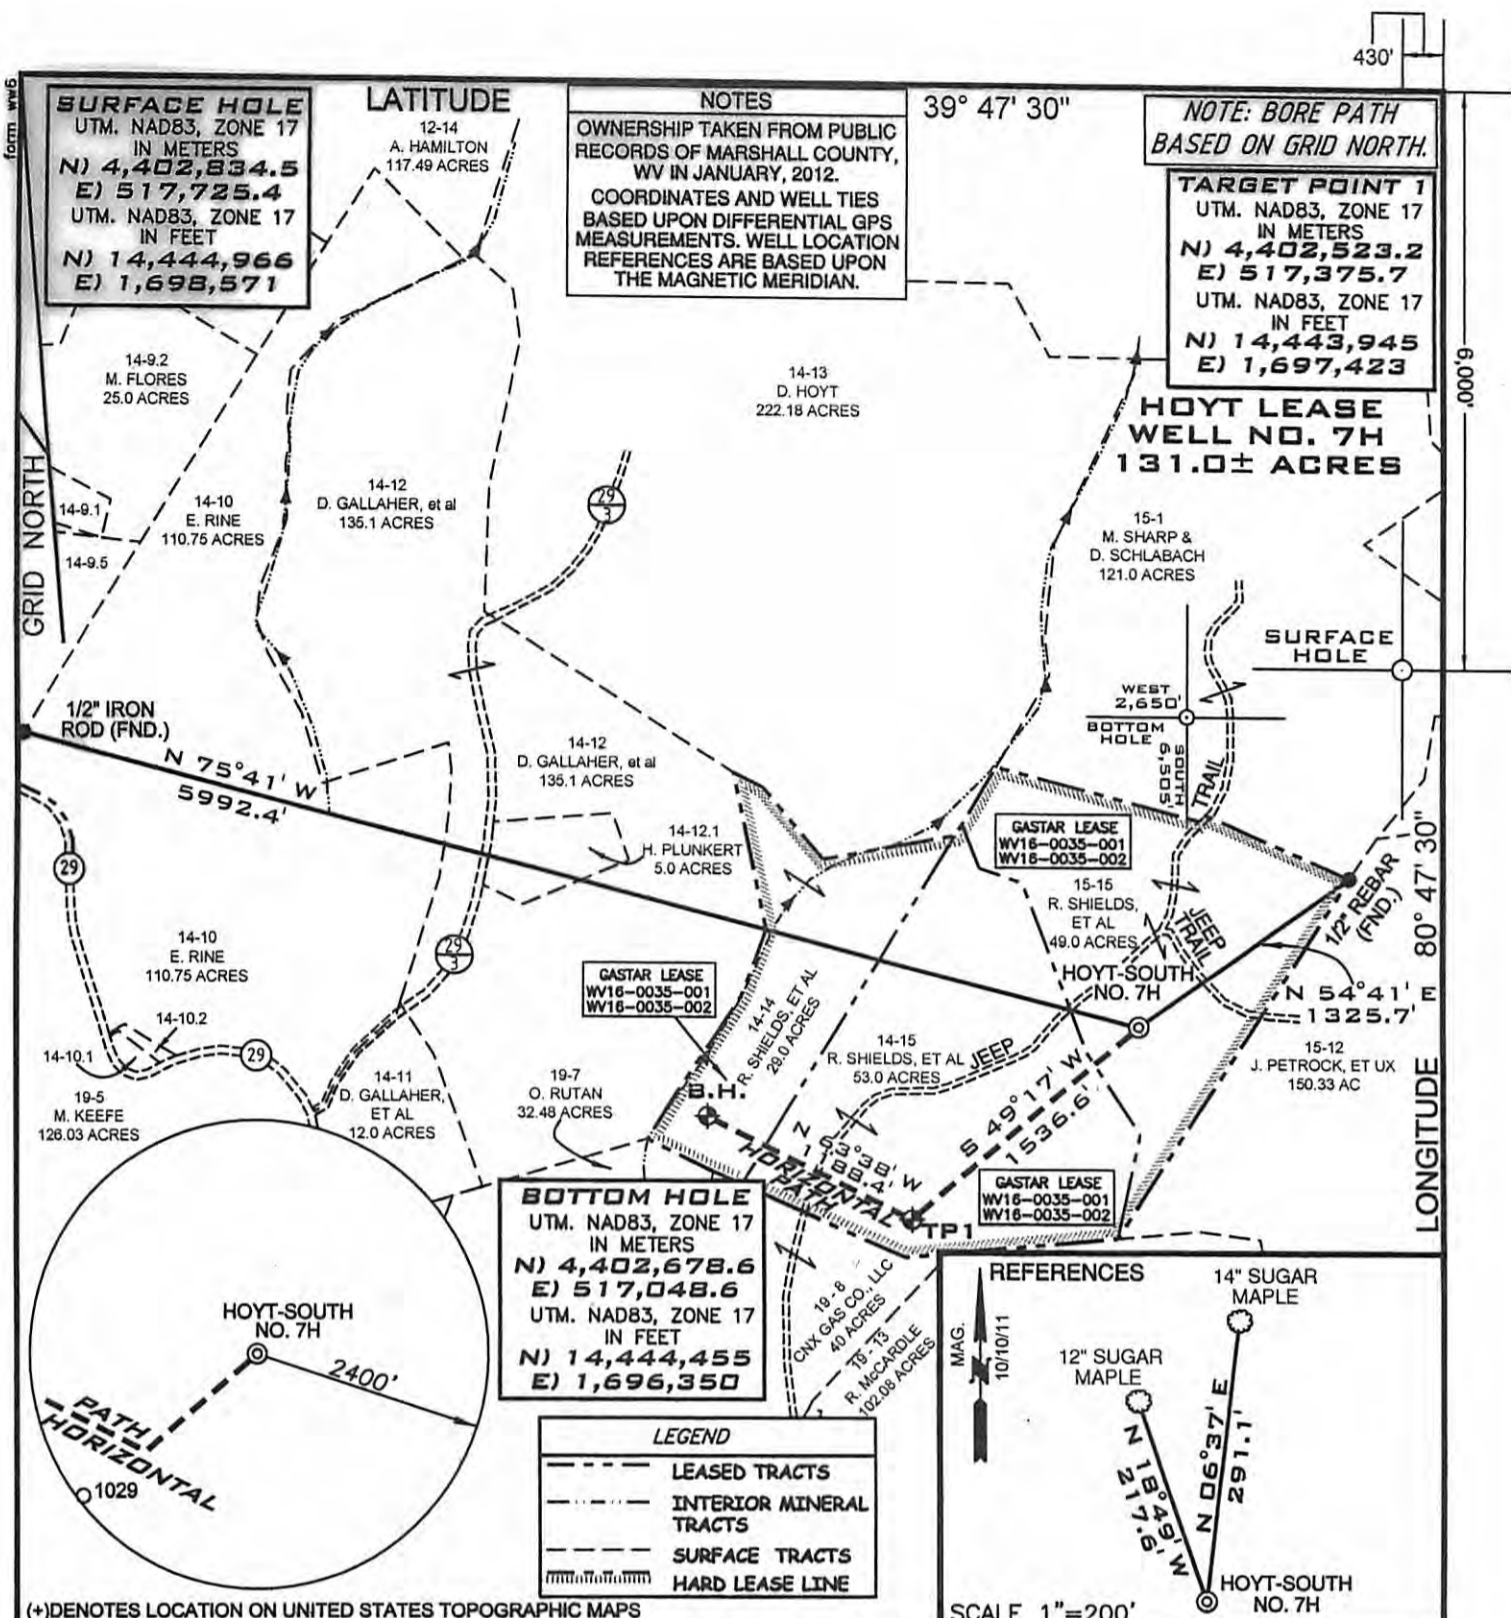 430'
form ww6
SURFACE HOLE
UTM. NAD83, ZONE 17
IN METERS
N) 4,402,834.5
E) 517,725.4
UTM. NAD83, ZONE 17
IN FEET
N) 14,444,966
E) 1,698,571
LATITUDE
12-14
A. HAMILTON
117.49 ACRES
NOTES
OWNERSHIP TAKEN FROM PUBLIC
RECORDS OF MARSHALL COUNTY,
WV IN JANUARY, 2012.
COORDINATES AND WELL TIES
BASED UPON DIFFERENTIAL GPS
MEASUREMENTS. WELL LOCATION
REFERENCES ARE BASED UPON
THE MAGNETIC MERIDIAN.
39° 47' 30"
NOTE: BORE PATH
BASED ON GRID NORTH.
TARGET POINT 1
UTM. NAD83, ZONE 17
IN METERS
N) 4,402,523.2
E) 517,375.7
UTM. NAD83, ZONE 17
IN FEET
N) 14,443,945
E) 1,697,423
6,000'
HOYT LEASE
WELL NO. 7H
131.0± ACRES
14-9.2
M. FLORES
25.0 ACRES
14-13
D. HOYT
222.18 ACRES
GRID NORTH
14-9.1
14-9.5
14-10
E. RINE
110.75 ACRES
14-12
D. GALLAHER, et al
135.1 ACRES
29
3
15-1
M. SHARP &
D. SCHLABACH
121.0 ACRES
SURFACE
HOLE
WEST
2,650'
BOTTOM
HOLE
SOUTH
6,505'
TRAIL
1/2" IRON
ROD (FND.)
N 75°41' W
5992.4'
14-12
D. GALLAHER, et al
135.1 ACRES
14-12.1
H. PLUNKERT
5.0 ACRES
GASTAR LEASE
WV16-0035-001
WV16-0035-002
29
15-15
R. SHIELDS,
ET AL
49.0 ACRES
JEEP
TRAIL
1/2" REBAR
(FND.)
80° 47' 30"
LONGITUDE
14-10
E. RINE
110.75 ACRES
29
3
GASTAR LEASE
WV16-0035-001
WV16-0035-002
14-14
R. SHIELDS, ET AL
29.0 ACRES
HOYT-SOUTH
NO. 7H
N 54°41' E
1325.7'
14-10.2
14-10.1
29
14-15
R. SHIELDS, ET AL
53.0 ACRES
JEEP
15-12
J. PETROCK, ET UX
150.33 AC
19-5
M. KEEFE
126.03 ACRES
14-11
D. GALLAHER,
ET AL
12.0 ACRES
19-7
O. RUTAN
32.48 ACRES
B.H.
N 63°38' W
1188.4'
HORIZONTAL
PATH
S 49°17' W
1536.6'
TP1
GASTAR LEASE
WV16-0035-001
WV16-0035-002
BOTTOM HOLE
UTM. NAD83, ZONE 17
IN METERS
N) 4,402,678.6
E) 517,048.6
UTM. NAD83, ZONE 17
IN FEET
N) 14,444,455
E) 1,696,350
19 - 8
CNX GAS CO., LLC
40 ACRES
19 - 13
R. McCARDLE
102.08 ACRES
HOYT-SOUTH
NO. 7H
2400'
PATH
HORIZONTAL
1029
LEGEND
LEASED TRACTS
INTERIOR MINERAL
TRACTS
SURFACE TRACTS
HARD LEASE LINE
REFERENCES
MAG.
N
10/10/11
14" SUGAR
MAPLE
12" SUGAR
MAPLE
N 18°49' W
217.6'
N 06°37' E
291.1'
HOYT-SOUTH
NO. 7H
SCALE 1"=200'
(+)DENOTES LOCATION ON UNITED STATES TOPOGRAPHIC MAPS